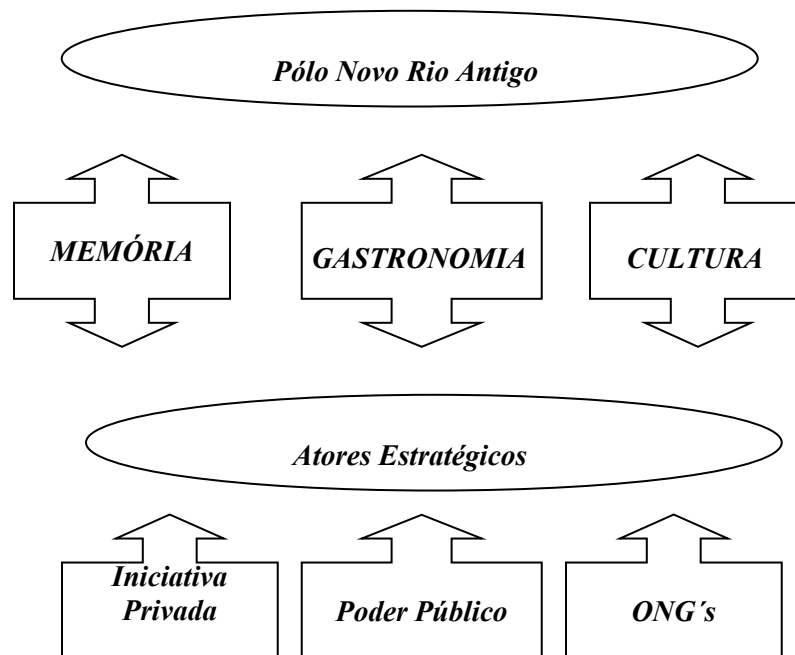 Pólo Novo Rio Antigo
MEMÓRIA
GASTRONOMIA
CULTURA
Atores Estratégicos
Iniciativa
Privada
Poder Público
ONG´s